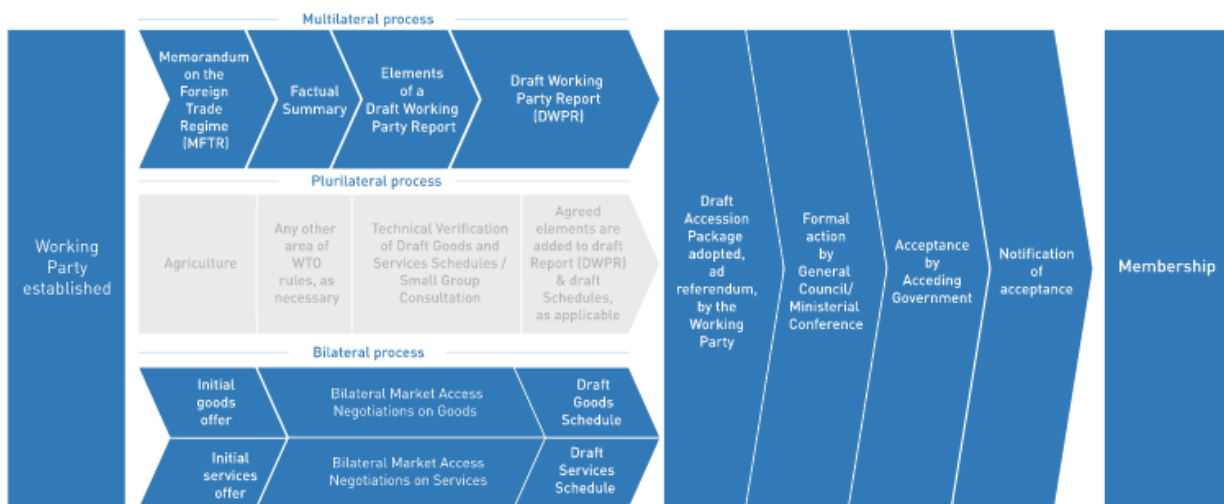 Multilateral process
Working
Party
established
Memorandum
on the
Foreign
Trade
Regime
(MFTR)
Factual
Summary
Elements
of a
Draft Working
Party Report
Draft Working
Party Report
(DWPR)
Plurilateral process
Agriculture
Any other
area of
WTO
rules, as
necessary
Technical Verification
of Draft Goods and
Services Schedules /
Small Group
Consultation
Agreed
elements are
added to draft
Report (DWPR)
& draft
Schedules,
as applicable
Bilateral process
Initial
goods
offer
Bilateral Market Access
Negotiations on Goods
Draft
Goods
Schedule
Initial
services
offer
Bilateral Market Access
Negotiations on Services
Draft
Services
Schedule
Draft
Accession
Package
adopted,
ad
referendum,
by the
Working
Party
Formal
action
by
General
Council/
Ministerial
Conference
Acceptance
by
Acceding
Government
Notification
of
acceptance
Membership